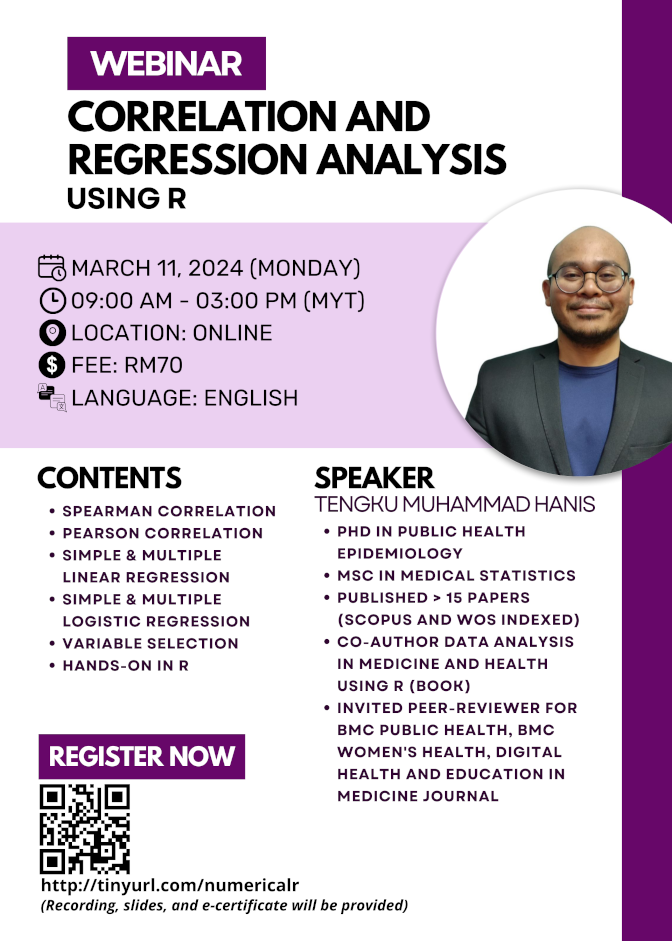 WEBINAR
CORRELATION AND
REGRESSION ANALYSIS
USING R
MARCH 11, 2024 (MONDAY)
09:00 AM - 03:00 PM (MYT)
LOCATION: ONLINE
FEE: RM70
LANGUAGE: ENGLISH
CONTENTS
• SPEARMAN CORRELATION
• PEARSON CORRELATION
• SIMPLE & MULTIPLE
LINEAR REGRESSION
• SIMPLE & MULTIPLE
LOGISTIC REGRESSION
• VARIABLE SELECTION
• HANDS-ON IN R
SPEAKER
TENGKU MUHAMMAD HANIS
• PHD IN PUBLIC HEALTH
EPIDEMIOLOGY
• MSC IN MEDICAL STATISTICS
• PUBLISHED > 15 PAPERS
(SCOPUS AND WOS INDEXED)
• CO-AUTHOR DATA ANALYSIS
IN MEDICINE AND HEALTH
USING R (BOOK)
• INVITED PEER-REVIEWER FOR
BMC PUBLIC HEALTH, BMC
WOMEN'S HEALTH, DIGITAL
HEALTH AND EDUCATION IN
MEDICINE JOURNAL
REGISTER NOW
http://tinyurl.com/numericalr
(Recording, slides, and e-certificate will be provided)